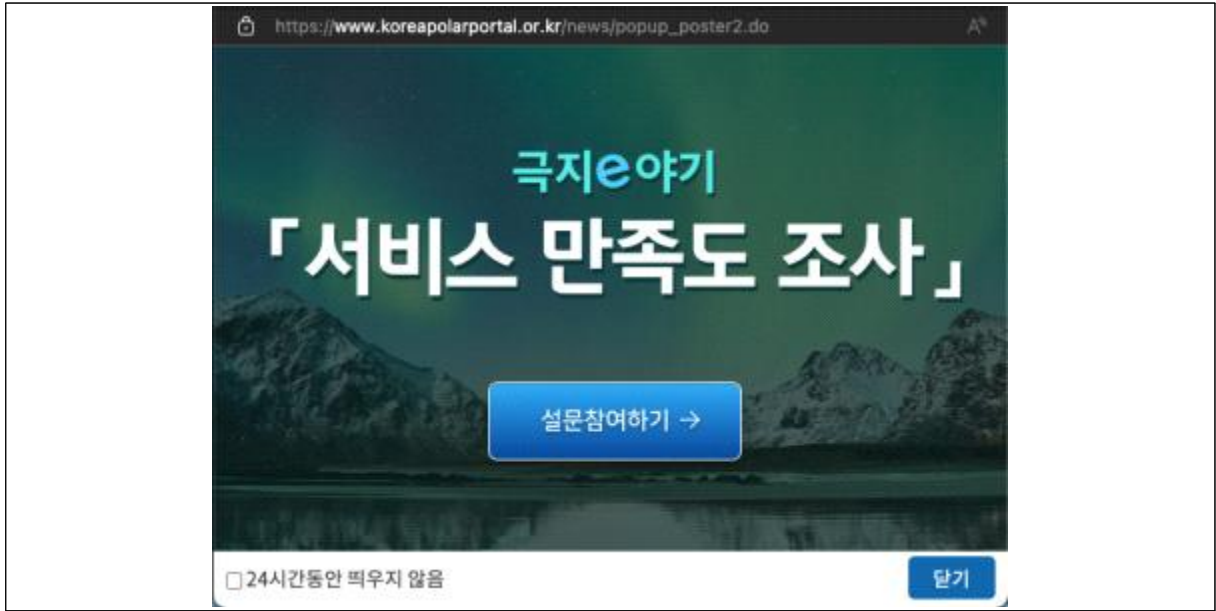 https://www.koreapolarportal.or.kr/news/popup_poster2.do
극지e야기
「서비스 만족도 조사」
설문참여하기 →
24시간동안 띄우지 않음
닫기